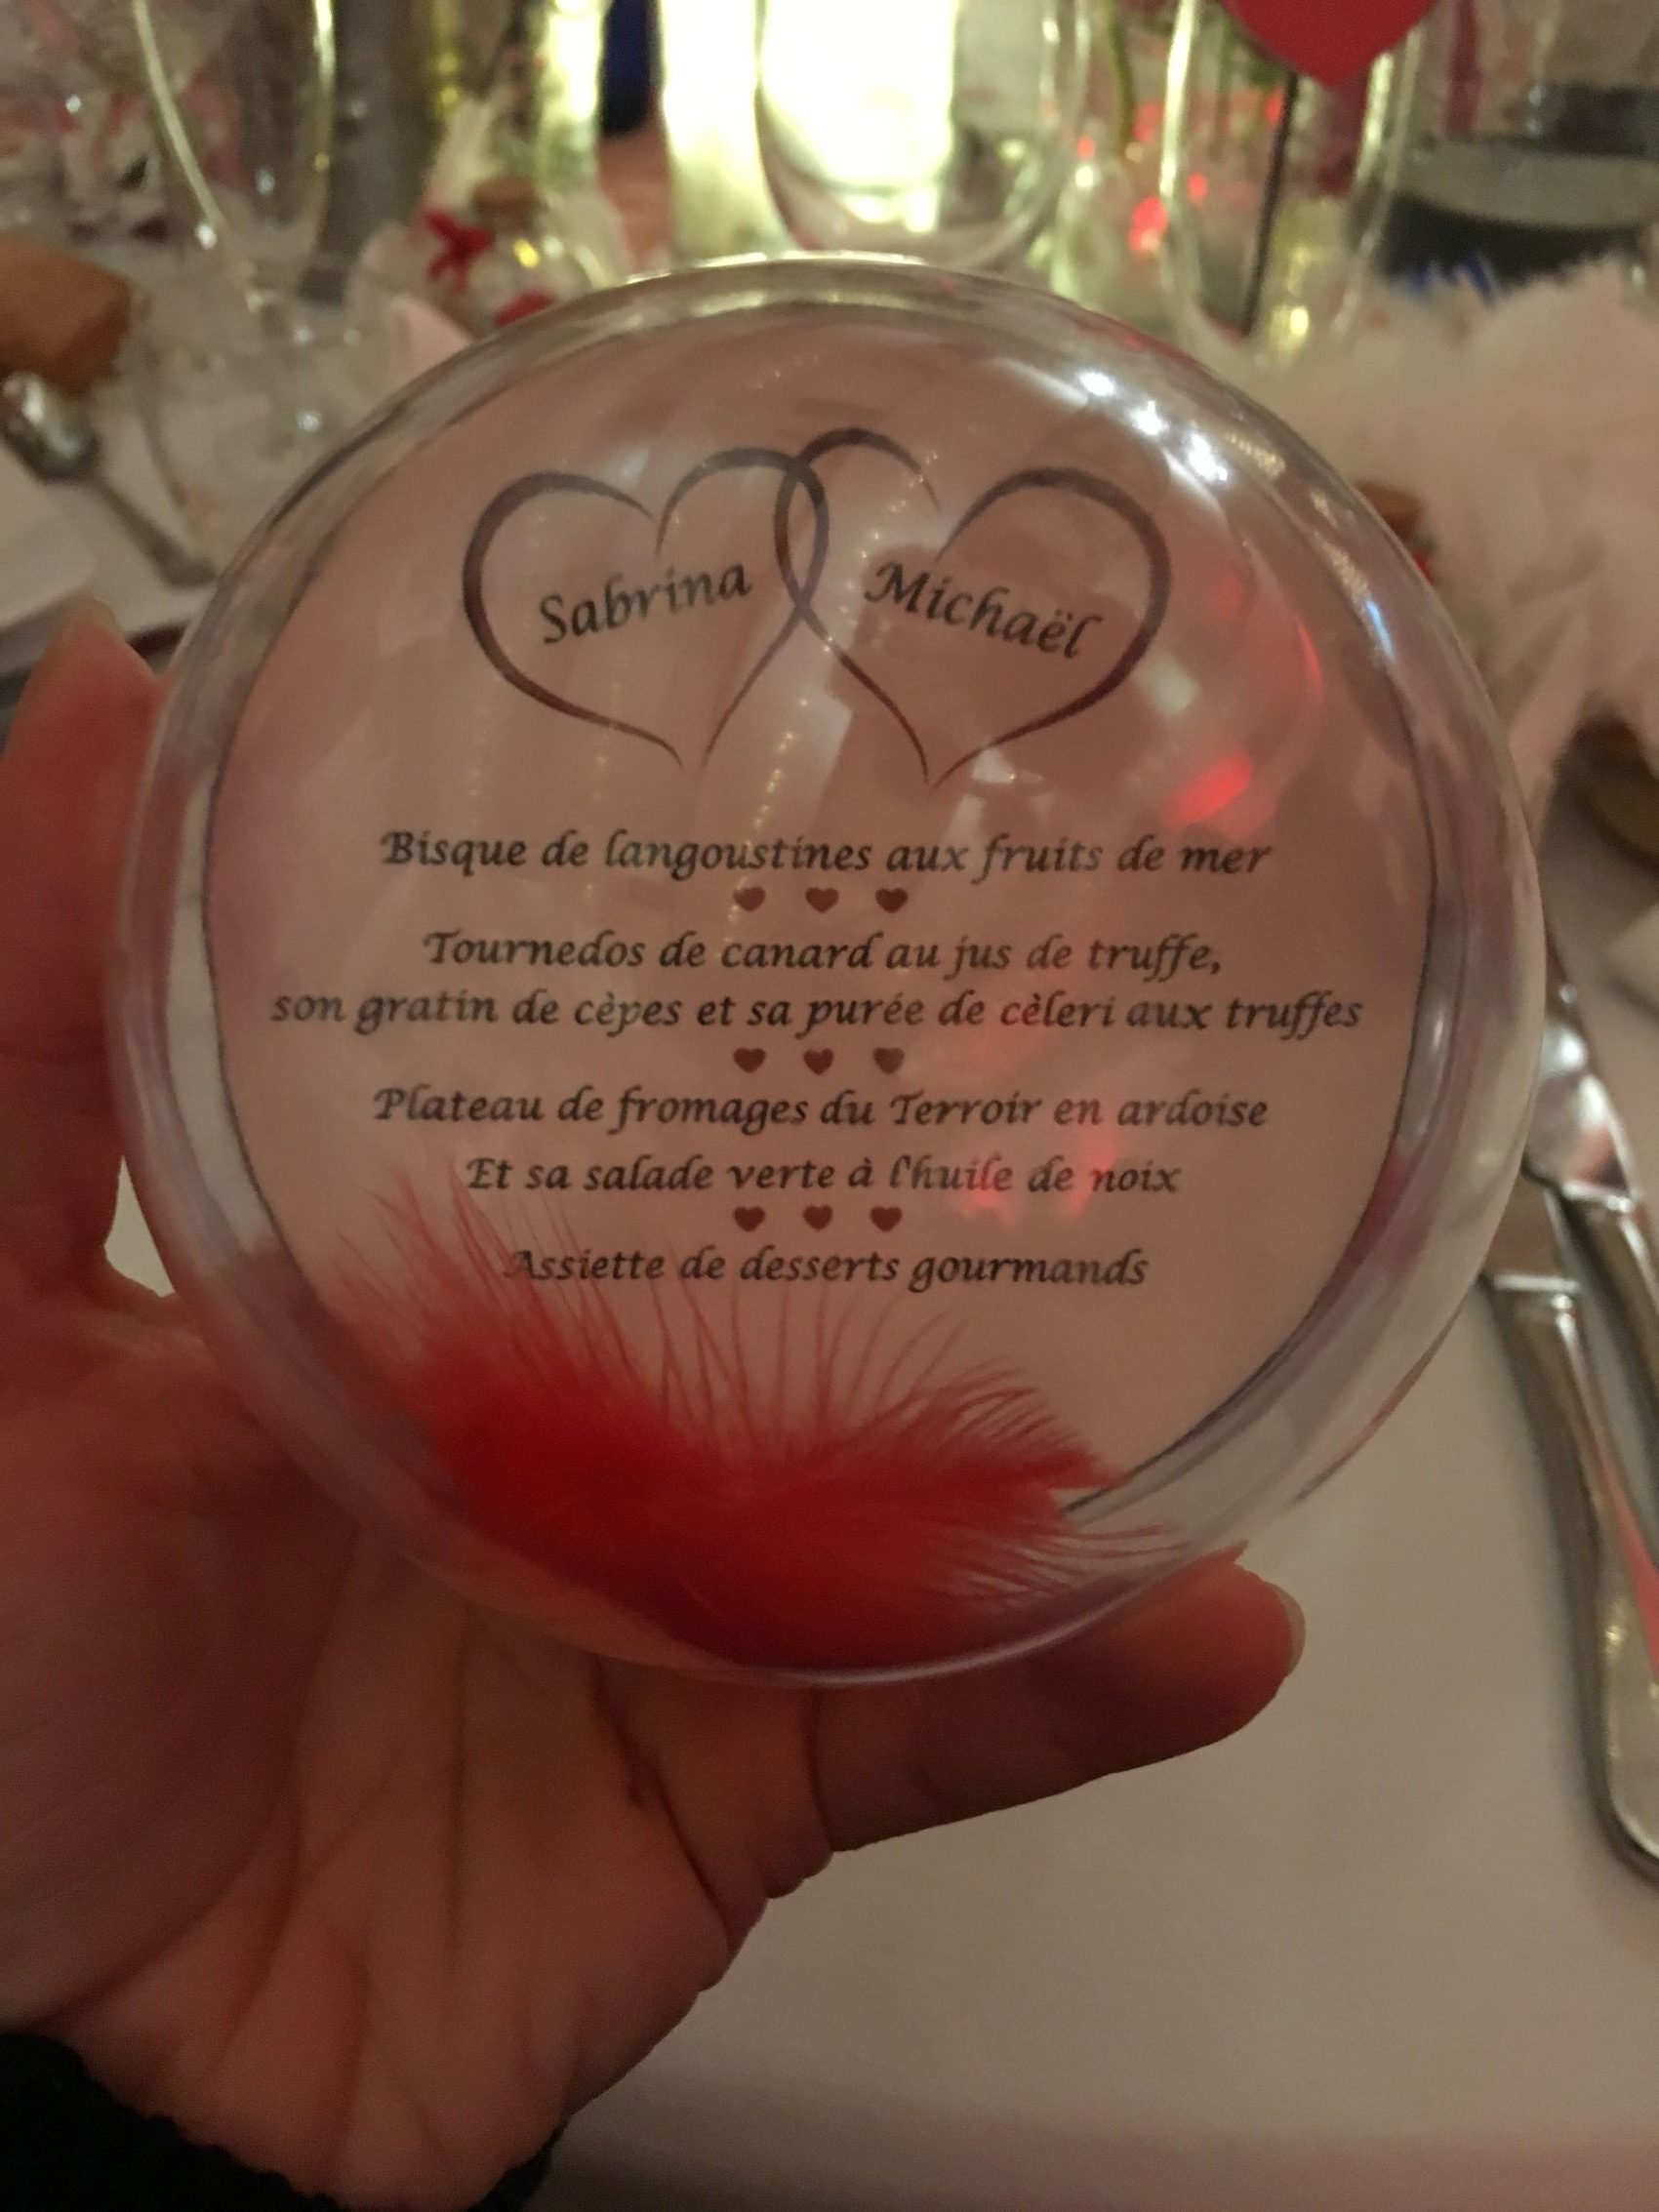 Sabrina Michaël
Bisque de langoustines aux fruits de mer
Tournedos de canard au jus de truffe,
son gratin de cèpes et sa purée de cèleri aux truffes
Plateau de fromages du Terroir en ardoise
Et sa salade verte à l'huile de noix
Assiette de desserts gourmands